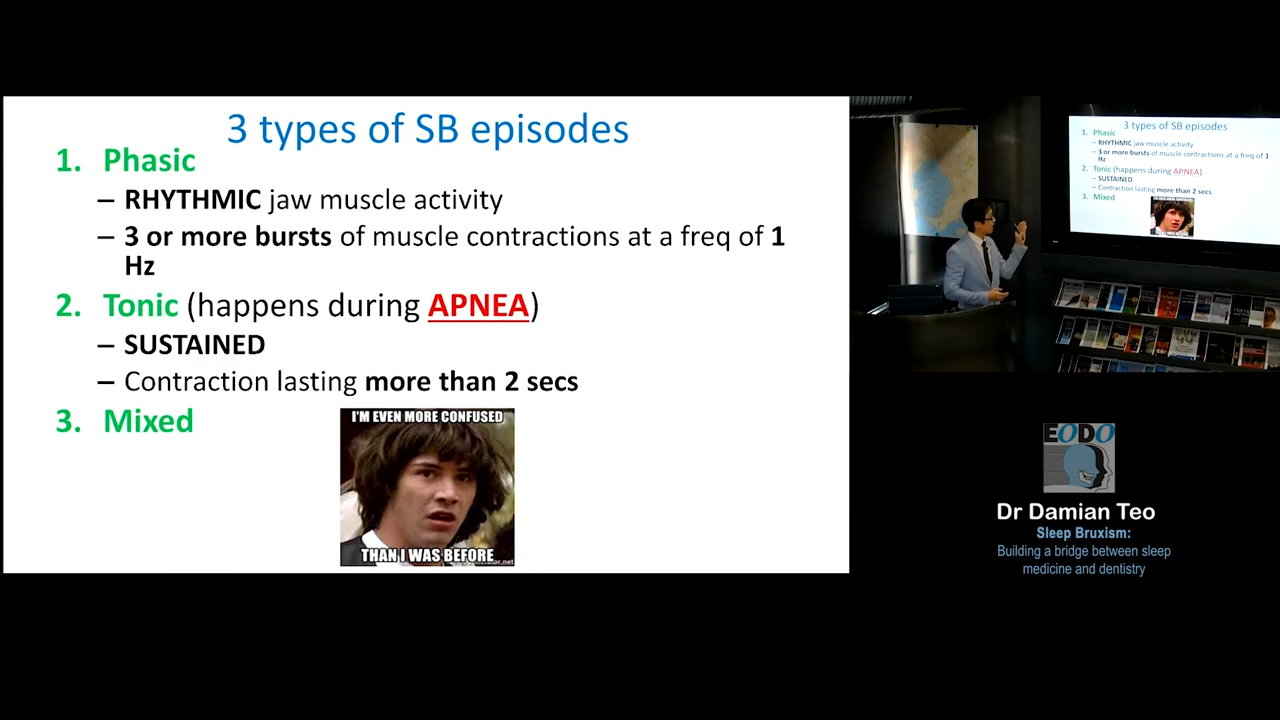 3 types of SB episodes
1. Phasic
– RHYTHMIC jaw muscle activity
– 3 or more bursts of muscle contractions at a freq of 1
Hz
2. Tonic (happens during APNEA)
– SUSTAINED
– Contraction lasting more than 2 secs
3. Mixed
I'M EVEN MORE CONFUSED
THAN I WAS BEFORE
3 types of SB episodes
1. Phasic
– RHYTHMIC jaw muscle activity
– 3 or more bursts of muscle contractions at a freq of 1
Hz
2. Tonic (happens during APNEA)
– SUSTAINED
– Contraction lasting more than 2 secs
3. Mixed
EODO
Dr Damian Teo
Sleep Bruxism:
Building a bridge between sleep
medicine and dentistry